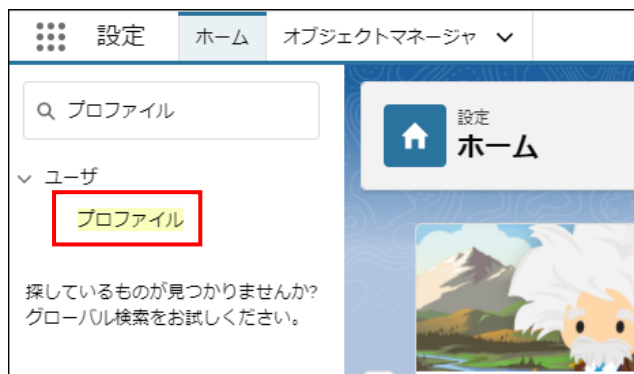 設定
ホーム
オブジェクトマネージャ
プロファイル
設定
ホーム
ユーザ
プロファイル
探しているものが見つかりませんか?
グローバル検索をお試しください。